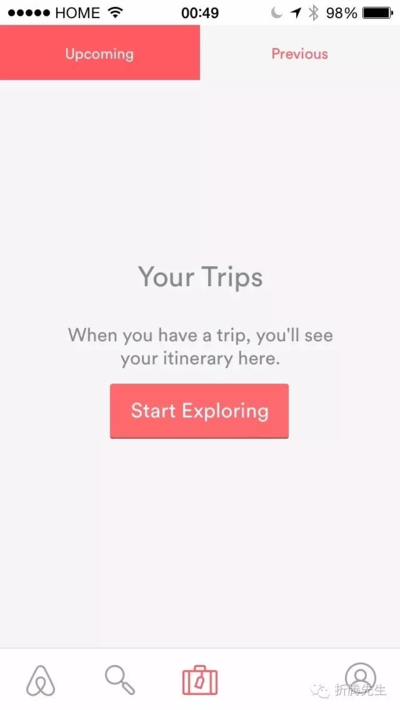 ●●●●● HOME 00:49 98%
Upcoming Previous
Your Trips
When you have a trip, you'll see
your itinerary here.
Start Exploring
折腾先生